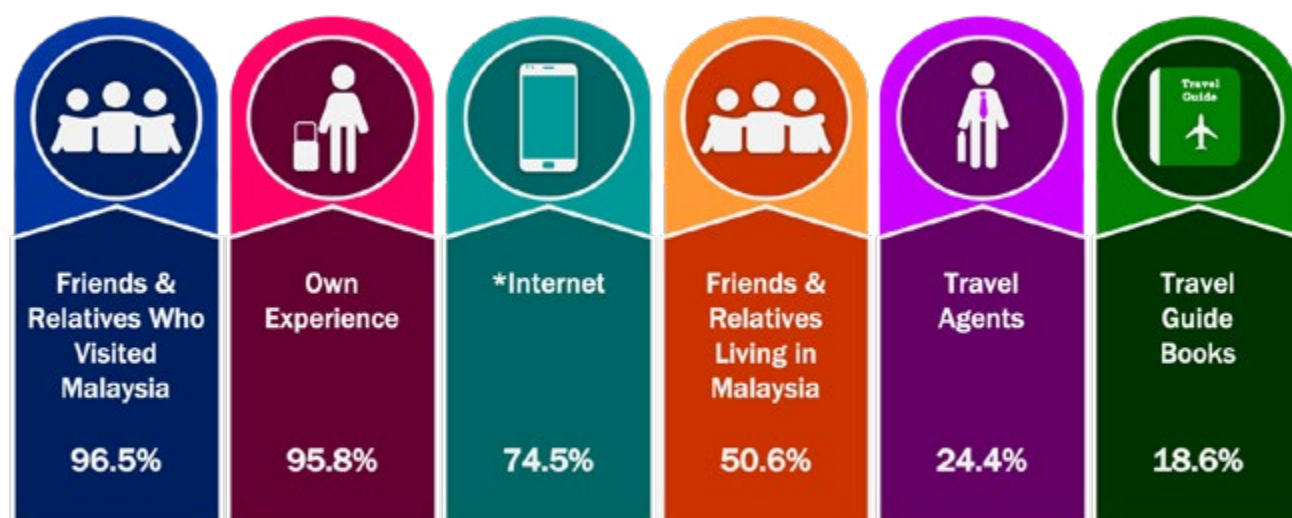 Travel
Guide
Friends &
Relatives Who
Visited
Malaysia
96.5%
Own
Experience
95.8%
*Internet
74.5%
Friends &
Relatives
Living in
Malaysia
50.6%
Travel
Agents
24.4%
Travel
Guide
Books
18.6%